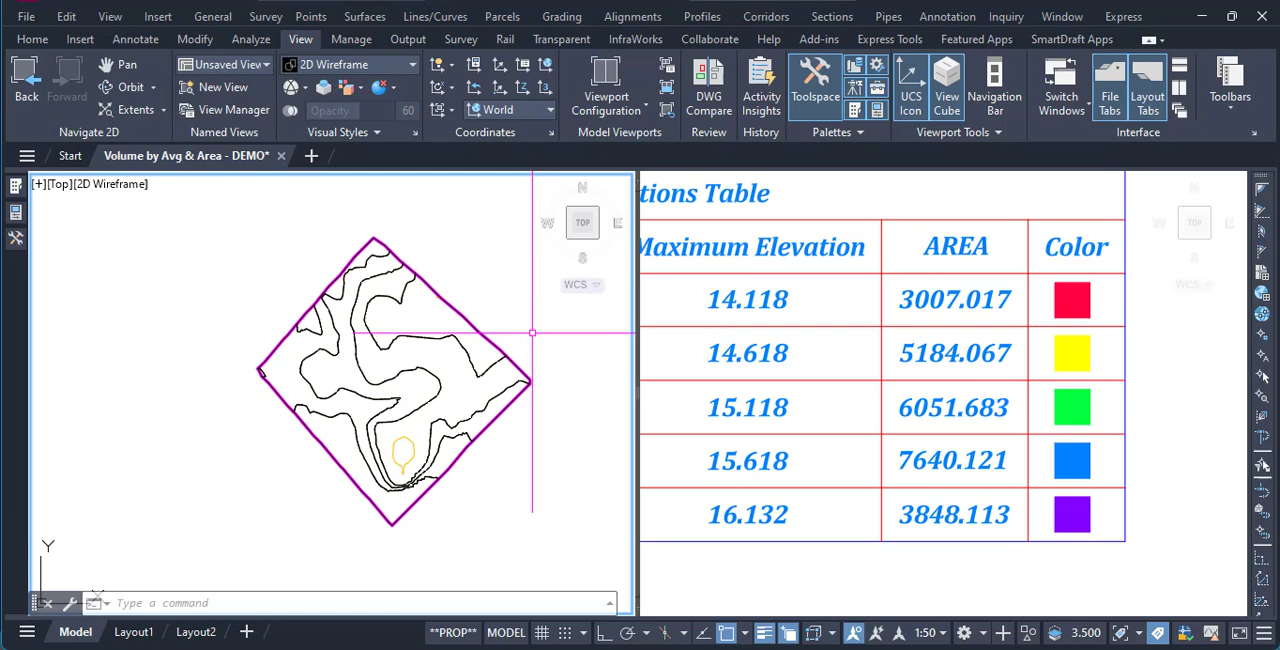 File Edit View Insert General Survey Points Surfaces Lines/Curves Parcels Grading Alignments Profiles Corridors Sections Pipes Annotation Inquiry Window Express
Home Insert Annotate Modify Analyze View Manage Output Survey Rail Transparent InfraWorks Collaborate Help Add-ins Express Tools Featured Apps SmartDraft Apps
Back
Forward
Pan
Orbit
Extents
Navigate 2D
Unsaved View
New View
View Manager
Named Views
2D Wireframe
Opacity 60
Visual Styles
World
Coordinates
Viewport
Configuration
Model Viewports
DWG
Compare
Review
Activity
Insights
History
Toolspace
Palettes
UCS
Icon
View
Cube
Navigation
Bar
Viewport Tools
Switch
Windows
File
Tabs
Layout
Tabs
Interface
Toolbars
Start Volume by Avg & Area - DEMO*
[+][Top][2D Wireframe]
N
W TOP E
S
WCS
Y
tions Table
Maximum Elevation AREA Color
14.118 3007.017
14.618 5184.067
15.118 6051.683
15.618 7640.121
16.132 3848.113
N
W TOP E
S
WCS
Type a command
Model Layout1 Layout2
**PROP** MODEL 1:50 3.500